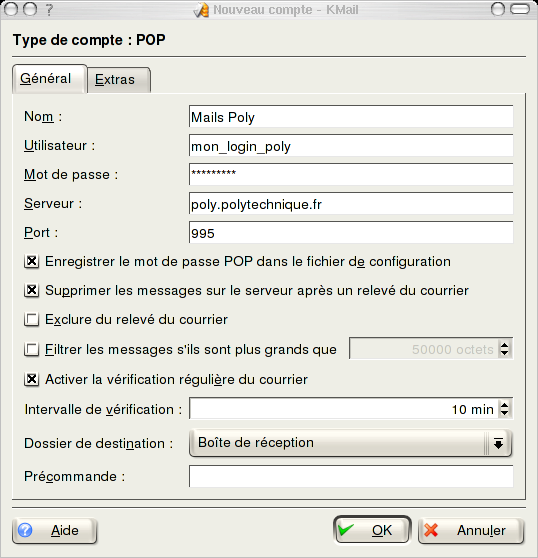 Nouveau compte - KMail
Type de compte : POP
Général Extras
Nom : Mails Poly
Utilisateur : mon_login_poly
Mot de passe : *********
Serveur : poly.polytechnique.fr
Port : 995
Enregistrer le mot de passe POP dans le fichier de configuration
Supprimer les messages sur le serveur après un relevé du courrier
Exclure du relevé du courrier
Filtrer les messages s'ils sont plus grands que 50000 octets
Activer la vérification régulière du courrier
Intervalle de vérification : 10 min
Dossier de destination : Boîte de réception
Précommande :
Aide OK Annuler